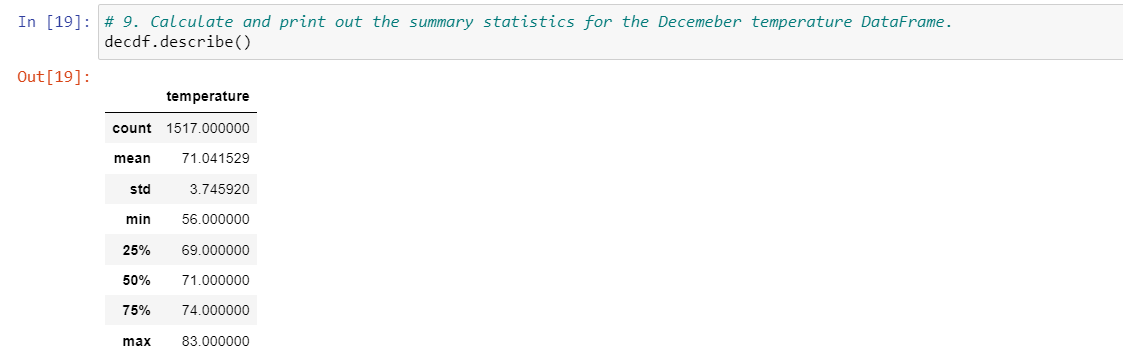 In [19]: # 9. Calculate and print out the summary statistics for the Decemeber temperature DataFrame.
decdf.describe()
Out[19]:
temperature
count 1517.000000
mean 71.041529
std 3.745920
min 56.000000
25% 69.000000
50% 71.000000
75% 74.000000
max 83.000000